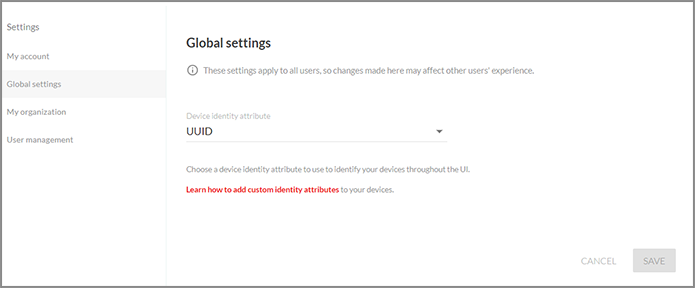 Settings
My account
Global settings
My organization
User management
Global settings
These settings apply to all users, so changes made here may affect other users' experience.
Device identity attribute
UUID
Choose a device identity attribute to use to identify your devices throughout the UI.
Learn how to add custom identity attributes to your devices.
CANCEL
SAVE